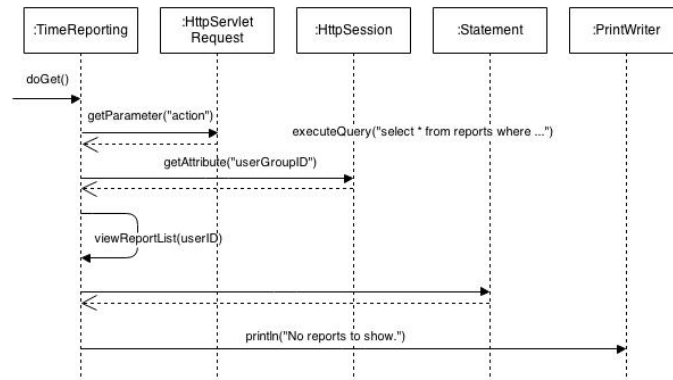 :TimeReporting
:HttpServlet
Request
:HttpSession
:Statement
:PrintWriter
doGet()
getParameter("action")
executeQuery("select * from reports where ...")
getAttribute("userGroupID")
viewReportList(userID)
println("No reports to show.")